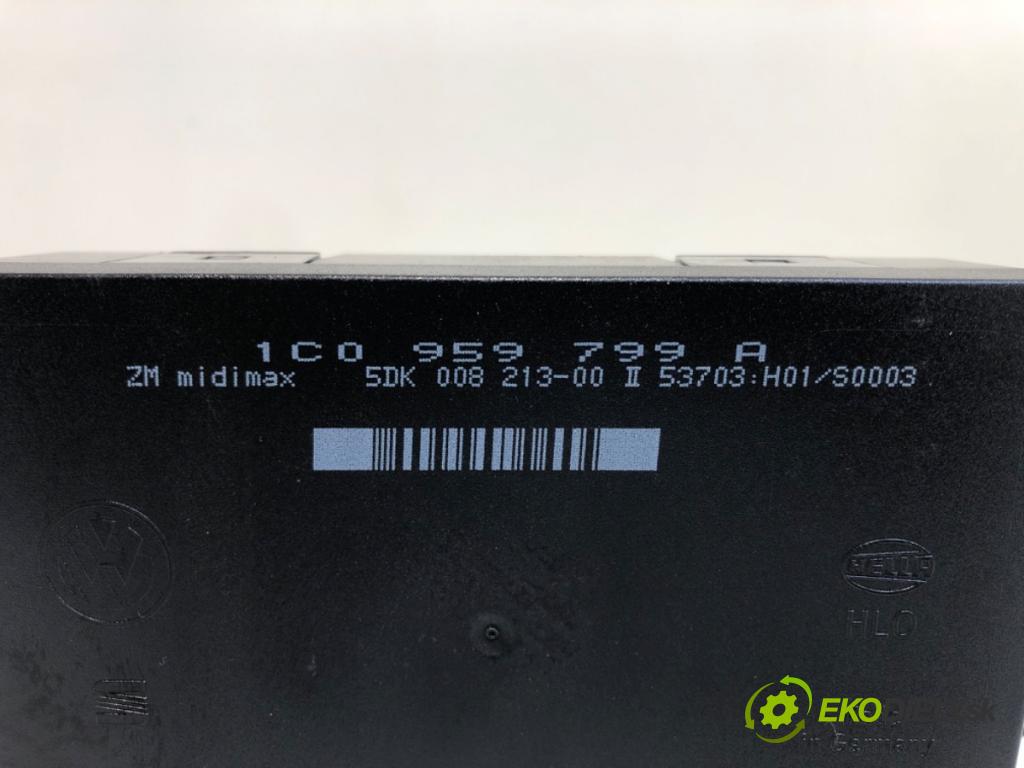 1C0 959 799 A
ZM midimax 5DK 008 213-00 II 53703:H01/S0003
HELLA
HLO
EKO
in Germany